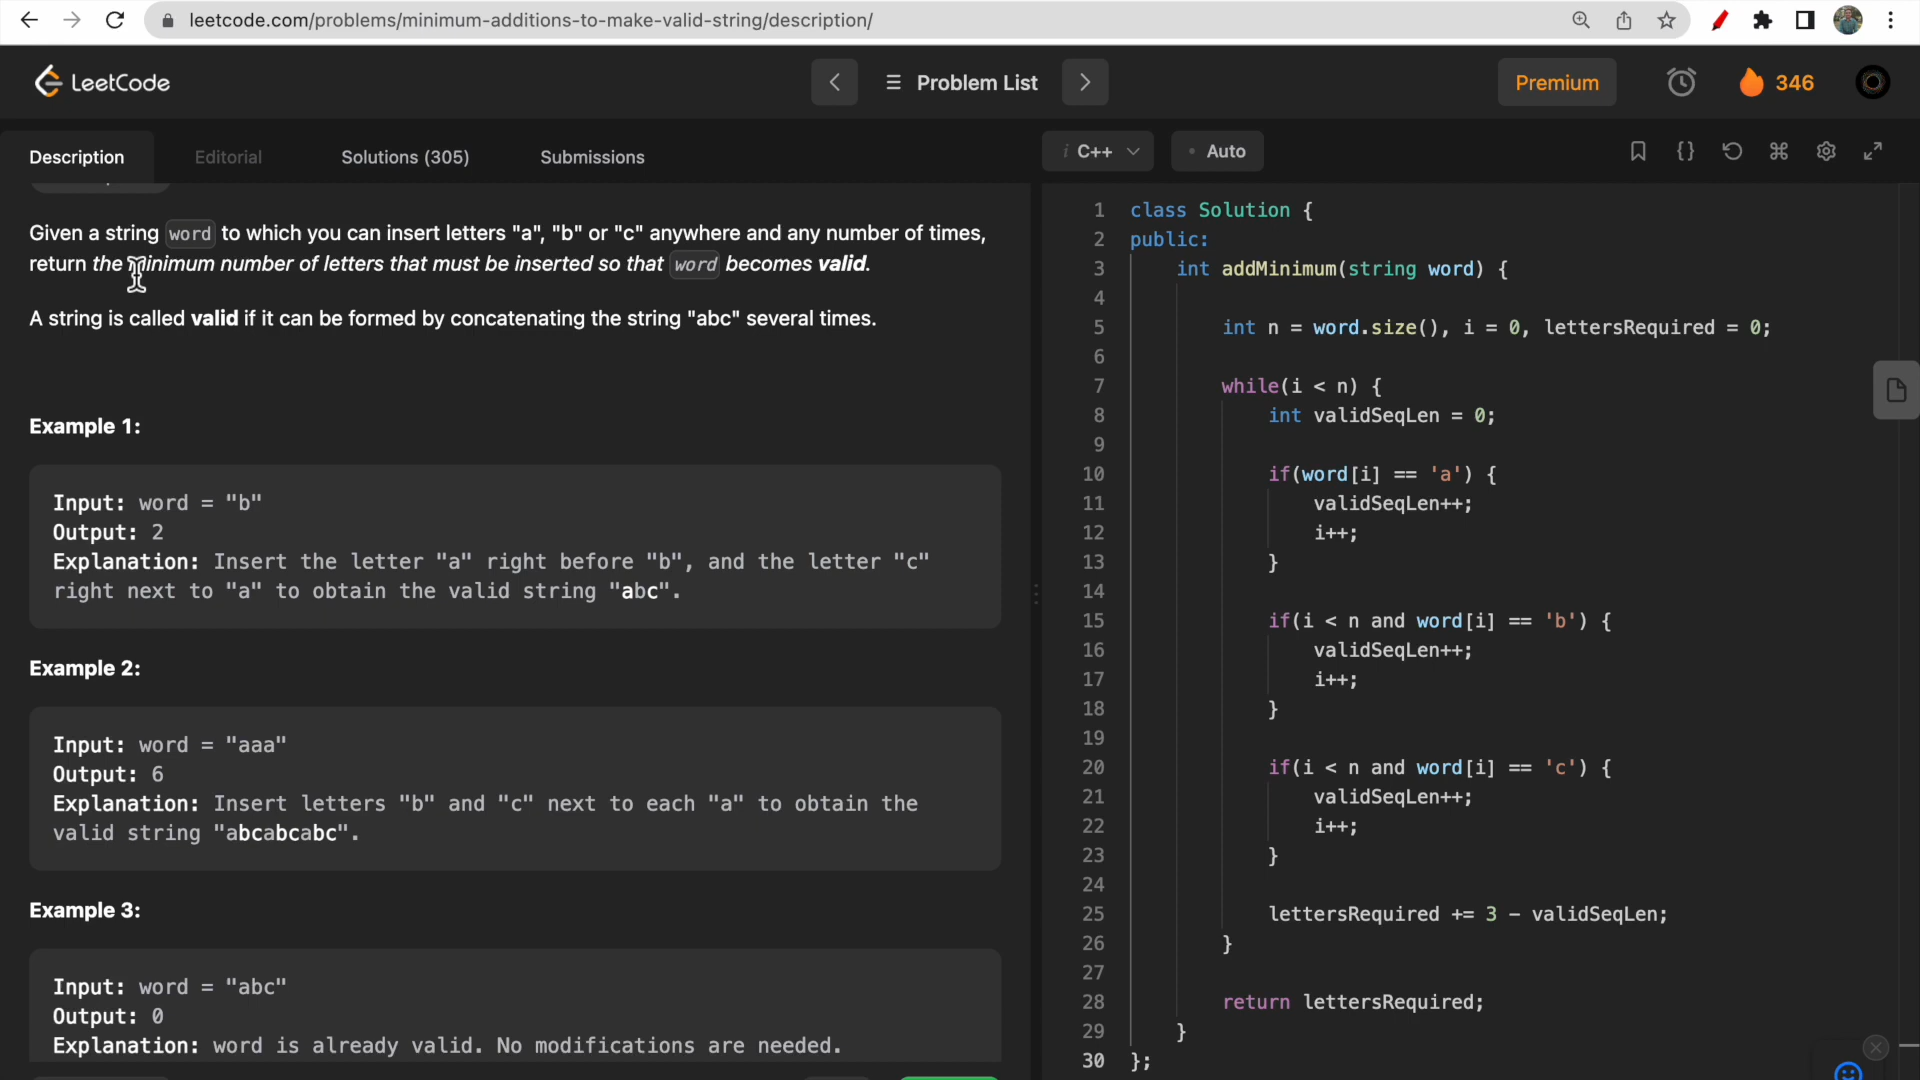 leetcode.com/problems/minimum-additions-to-make-valid-string/description/
LeetCode
Problem List
Premium
346
Description
Editorial
Solutions (305)
Submissions
Given a string word to which you can insert letters "a", "b" or "c" anywhere and any number of times,
return the minimum number of letters that must be inserted so that word becomes valid.
A string is called valid if it can be formed by concatenating the string "abc" several times.
Example 1:
Input: word = "b"
Output: 2
Explanation: Insert the letter "a" right before "b", and the letter "c"
right next to "a" to obtain the valid string "abc".
Example 2:
Input: word = "aaa"
Output: 6
Explanation: Insert letters "b" and "c" next to each "a" to obtain the
valid string "abcabcabc".
Example 3:
Input: word = "abc"
Output: 0
Explanation: word is already valid. No modifications are needed.
i C++
Auto
{}
1 class Solution {
2 public:
3 int addMinimum(string word) {
4
5 int n = word.size(), i = 0, lettersRequired = 0;
6
7 while(i < n) {
8 int validSeqLen = 0;
9
10 if(word[i] == 'a') {
11 validSeqLen++;
12 i++;
13 }
14
15 if(i < n and word[i] == 'b') {
16 validSeqLen++;
17 i++;
18 }
19
20 if(i < n and word[i] == 'c') {
21 validSeqLen++;
22 i++;
23 }
24
25 lettersRequired += 3 - validSeqLen;
26 }
27
28 return lettersRequired;
29 }
30 };